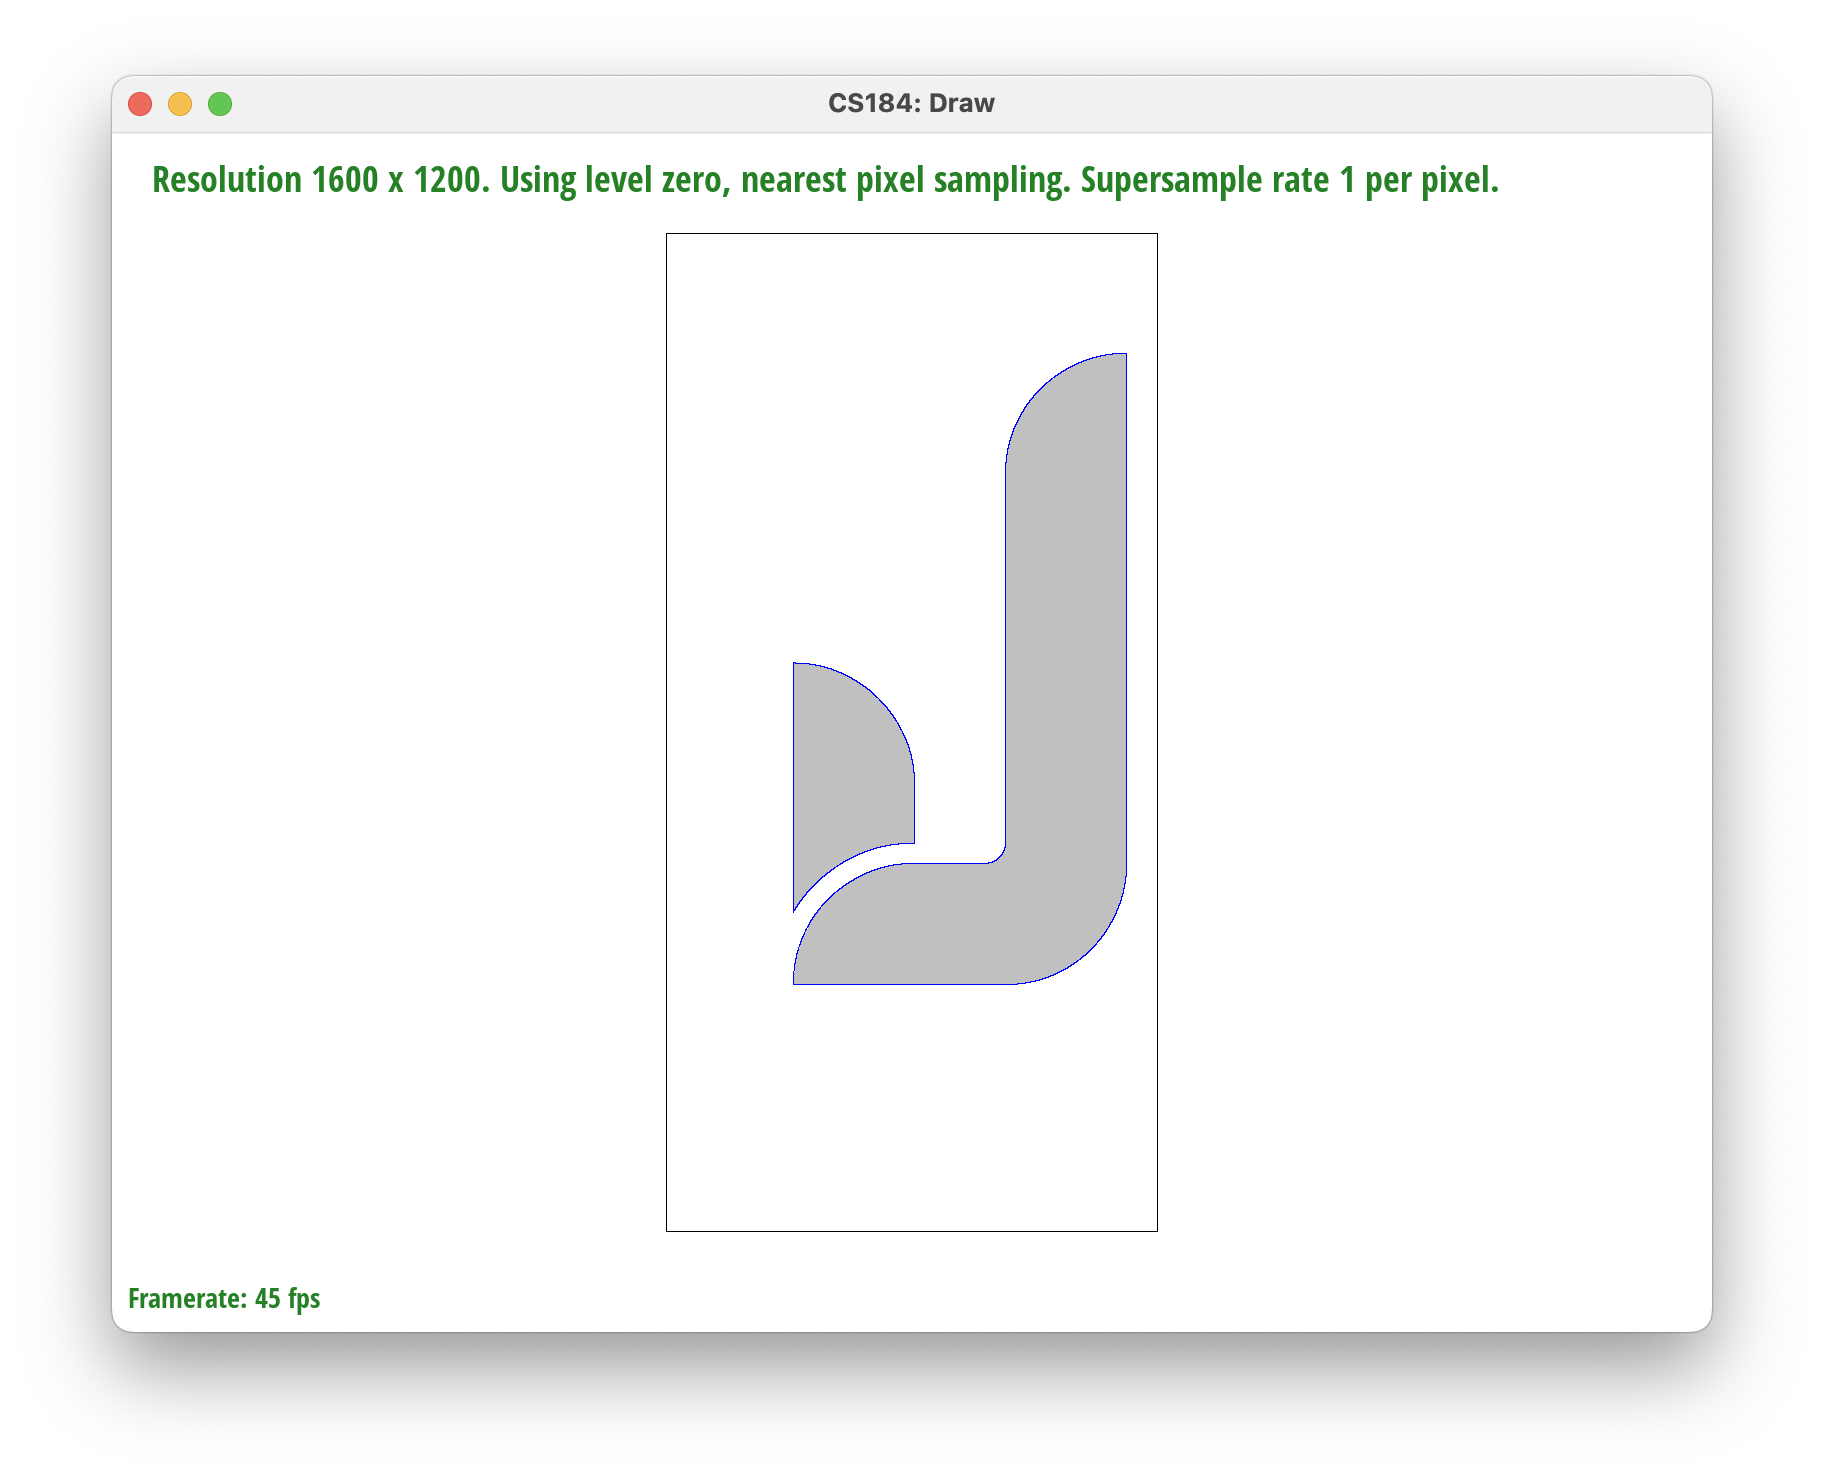 CS184: Draw
Resolution 1600 x 1200. Using level zero, nearest pixel sampling. Supersample rate 1 per pixel.
Framerate: 45 fps